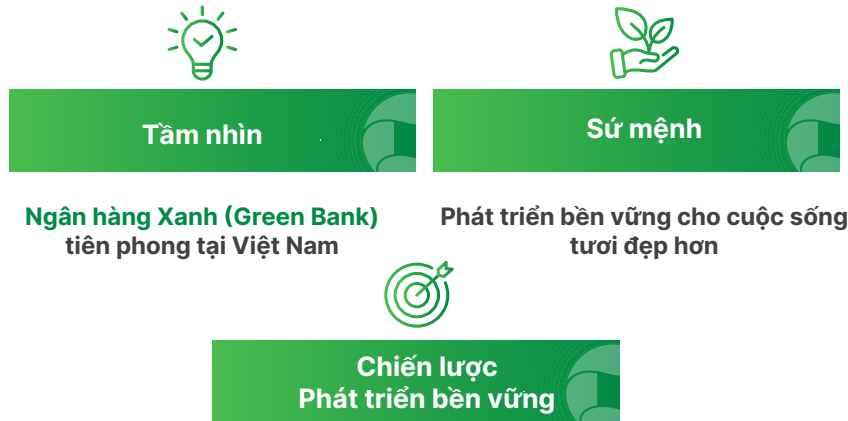 Tầm nhìn
Sứ mệnh
Ngân hàng Xanh (Green Bank)
tiên phong tại Việt Nam
Phát triển bền vững cho cuộc sống
tươi đẹp hơn
Chiến lược
Phát triển bền vững